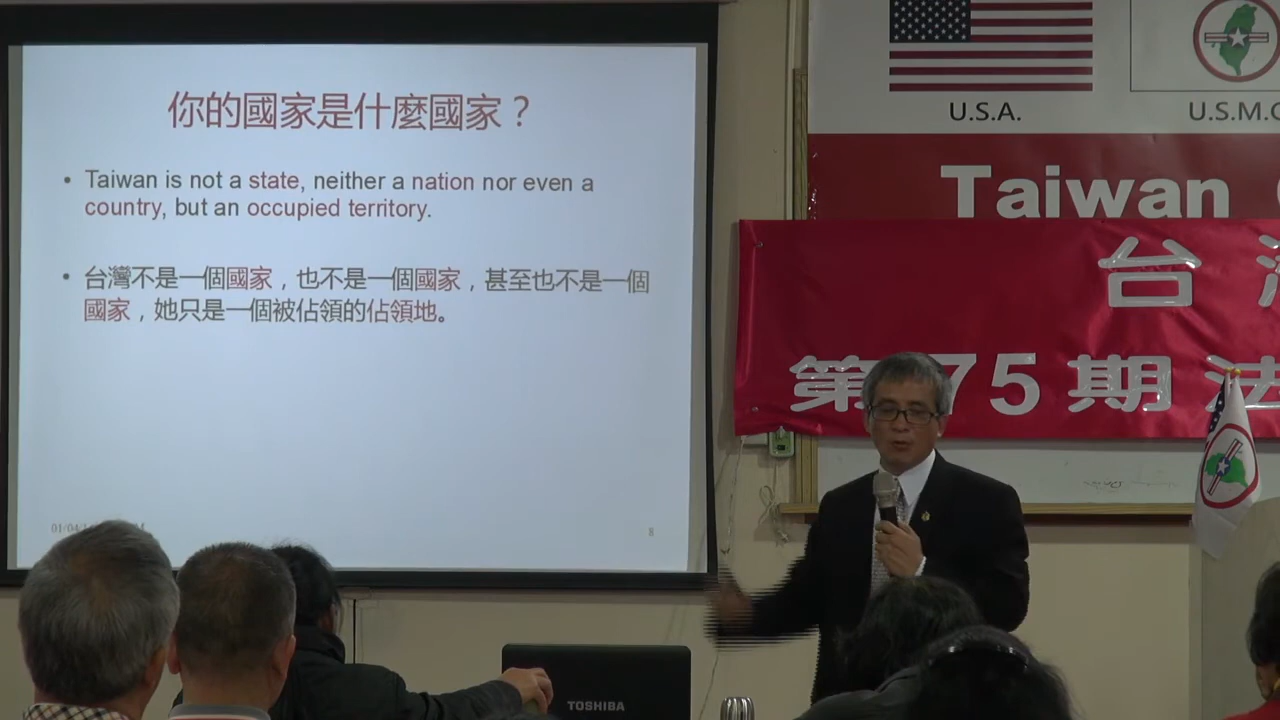 你的國家是什麼國家？
• Taiwan is not a state, neither a nation nor even a
country, but an occupied territory.
• 台灣不是一個國家，也不是一個國家，甚至也不是一個
國家，她只是一個被佔領的佔領地。
8
U.S.A.
U.S.M.
Taiwan
台
第75期法
TOSHIBA